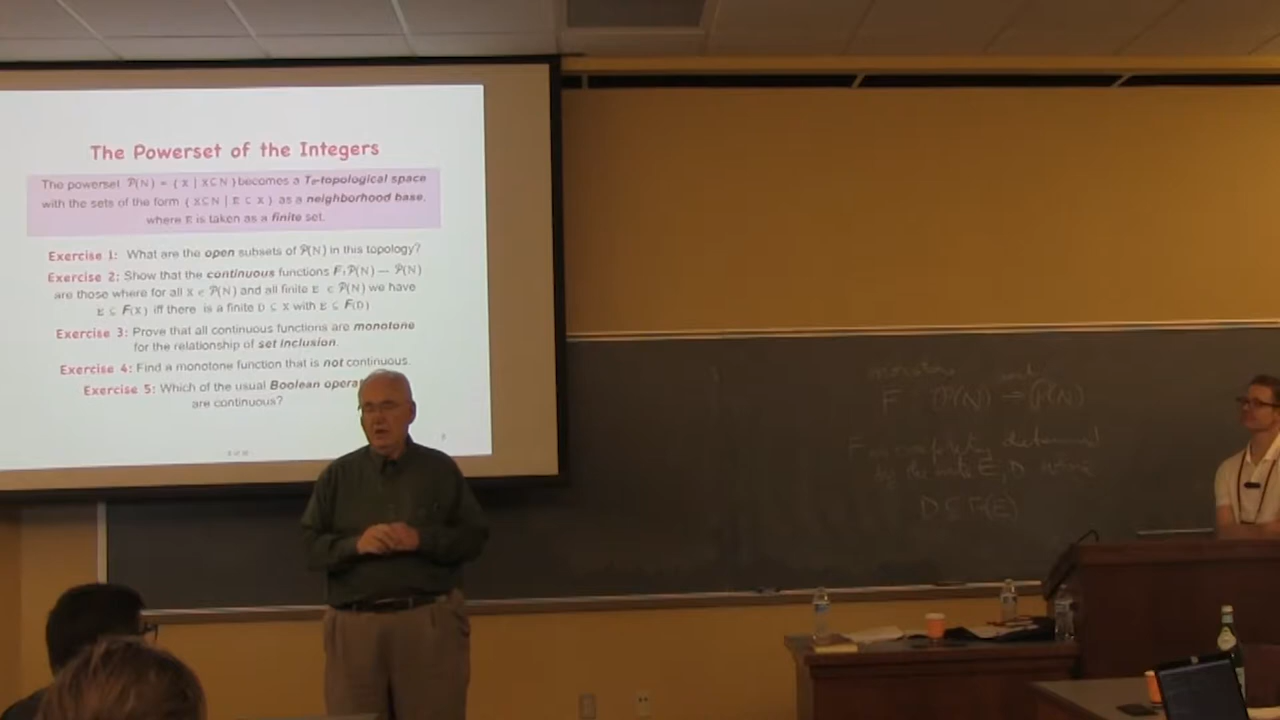 The Powerset of the Integers
The powerset P(N) = { X | X ⊆ N } becomes a T₀-topological space
with the sets of the form { X ⊆ N | E ⊆ X } as a neighborhood base,
where E is taken as a finite set.
Exercise 1: What are the open subsets of P(N) in this topology?
Exercise 2: Show that the continuous functions F: P(N) → P(N)
are those where for all X ∈ P(N) and all finite E ∈ P(N) we have
E ⊆ F(X) iff there is a finite D ⊆ X with E ⊆ F(D).
Exercise 3: Prove that all continuous functions are monotone
for the relationship of set inclusion.
Exercise 4: Find a monotone function that is not continuous.
Exercise 5: Which of the usual Boolean opera
are continuous?
F P(N) → P(N)
F determined
by the E, D where
D ⊆ F(E)